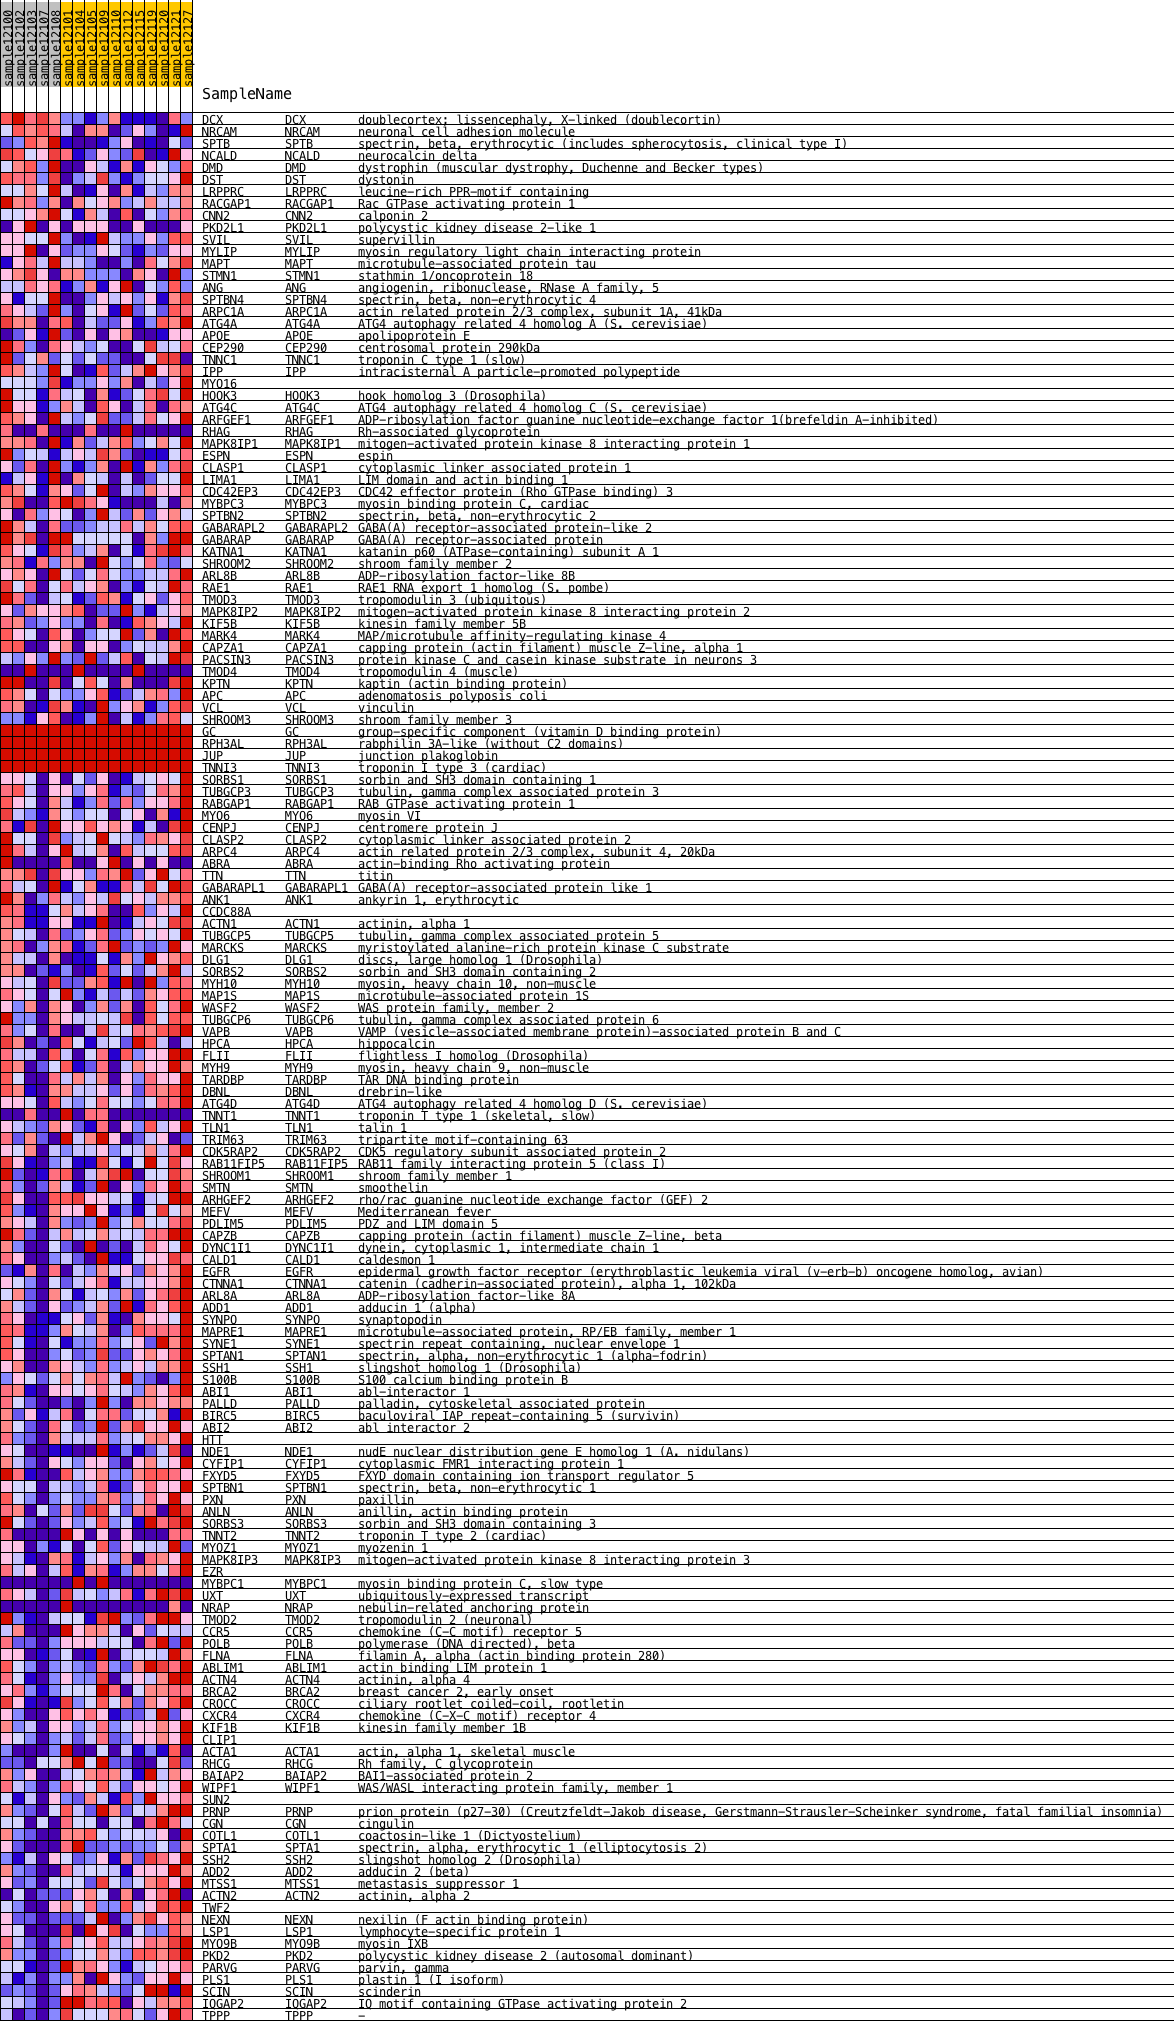 sample12100 sample12102 sample12103 sample12107 sample12108 sample12101 sample12104 sample12105 sample12109 sample12110 sample12112 sample12115 sample12119 sample12120 sample12121 sample12127
SampleName
DCX DCX doublecortex; lissencephaly, X-linked (doublecortin)
NRCAM NRCAM neuronal cell adhesion molecule
SPTB SPTB spectrin, beta, erythrocytic (includes spherocytosis, clinical type I)
NCALD NCALD neurocalcin delta
DMD DMD dystrophin (muscular dystrophy, Duchenne and Becker types)
DST DST dystonin
LRPPRC LRPPRC leucine-rich PPR-motif containing
RACGAP1 RACGAP1 Rac GTPase activating protein 1
CNN2 CNN2 calponin 2
PKD2L1 PKD2L1 polycystic kidney disease 2-like 1
SVIL SVIL supervillin
MYLIP MYLIP myosin regulatory light chain interacting protein
MAPT MAPT microtubule-associated protein tau
STMN1 STMN1 stathmin 1/oncoprotein 18
ANG ANG angiogenin, ribonuclease, RNase A family, 5
SPTBN4 SPTBN4 spectrin, beta, non-erythrocytic 4
ARPC1A ARPC1A actin related protein 2/3 complex, subunit 1A, 41kDa
ATG4A ATG4A ATG4 autophagy related 4 homolog A (S. cerevisiae)
APOE APOE apolipoprotein E
CEP290 CEP290 centrosomal protein 290kDa
TNNC1 TNNC1 troponin C type 1 (slow)
IPP IPP intracisternal A particle-promoted polypeptide
MYO16
HOOK3 HOOK3 hook homolog 3 (Drosophila)
ATG4C ATG4C ATG4 autophagy related 4 homolog C (S. cerevisiae)
ARFGEF1 ARFGEF1 ADP-ribosylation factor guanine nucleotide-exchange factor 1(brefeldin A-inhibited)
RHAG RHAG Rh-associated glycoprotein
MAPK8IP1 MAPK8IP1 mitogen-activated protein kinase 8 interacting protein 1
ESPN ESPN espin
CLASP1 CLASP1 cytoplasmic linker associated protein 1
LIMA1 LIMA1 LIM domain and actin binding 1
CDC42EP3 CDC42EP3 CDC42 effector protein (Rho GTPase binding) 3
MYBPC3 MYBPC3 myosin binding protein C, cardiac
SPTBN2 SPTBN2 spectrin, beta, non-erythrocytic 2
GABARAPL2 GABARAPL2 GABA(A) receptor-associated protein-like 2
GABARAP GABARAP GABA(A) receptor-associated protein
KATNA1 KATNA1 katanin p60 (ATPase-containing) subunit A 1
SHROOM2 SHROOM2 shroom family member 2
ARL8B ARL8B ADP-ribosylation factor-like 8B
RAE1 RAE1 RAE1 RNA export 1 homolog (S. pombe)
TMOD3 TMOD3 tropomodulin 3 (ubiquitous)
MAPK8IP2 MAPK8IP2 mitogen-activated protein kinase 8 interacting protein 2
KIF5B KIF5B kinesin family member 5B
MARK4 MARK4 MAP/microtubule affinity-regulating kinase 4
CAPZA1 CAPZA1 capping protein (actin filament) muscle Z-line, alpha 1
PACSIN3 PACSIN3 protein kinase C and casein kinase substrate in neurons 3
TMOD4 TMOD4 tropomodulin 4 (muscle)
KPTN KPTN kaptin (actin binding protein)
APC APC adenomatosis polyposis coli
VCL VCL vinculin
SHROOM3 SHROOM3 shroom family member 3
GC GC group-specific component (vitamin D binding protein)
RPH3AL RPH3AL rabphilin 3A-like (without C2 domains)
JUP JUP junction plakoglobin
TNNI3 TNNI3 troponin I type 3 (cardiac)
SORBS1 SORBS1 sorbin and SH3 domain containing 1
TUBGCP3 TUBGCP3 tubulin, gamma complex associated protein 3
RABGAP1 RABGAP1 RAB GTPase activating protein 1
MYO6 MYO6 myosin VI
CENPJ CENPJ centromere protein J
CLASP2 CLASP2 cytoplasmic linker associated protein 2
ARPC4 ARPC4 actin related protein 2/3 complex, subunit 4, 20kDa
ABRA ABRA actin-binding Rho activating protein
TTN TTN titin
GABARAPL1 GABARAPL1 GABA(A) receptor-associated protein like 1
ANK1 ANK1 ankyrin 1, erythrocytic
CCDC88A
ACTN1 ACTN1 actinin, alpha 1
TUBGCP5 TUBGCP5 tubulin, gamma complex associated protein 5
MARCKS MARCKS myristoylated alanine-rich protein kinase C substrate
DLG1 DLG1 discs, large homolog 1 (Drosophila)
SORBS2 SORBS2 sorbin and SH3 domain containing 2
MYH10 MYH10 myosin, heavy chain 10, non-muscle
MAP1S MAP1S microtubule-associated protein 1S
WASF2 WASF2 WAS protein family, member 2
TUBGCP6 TUBGCP6 tubulin, gamma complex associated protein 6
VAPB VAPB VAMP (vesicle-associated membrane protein)-associated protein B and C
HPCA HPCA hippocalcin
FLII FLII flightless I homolog (Drosophila)
MYH9 MYH9 myosin, heavy chain 9, non-muscle
TARDBP TARDBP TAR DNA binding protein
DBNL DBNL drebrin-like
ATG4D ATG4D ATG4 autophagy related 4 homolog D (S. cerevisiae)
TNNT1 TNNT1 troponin T type 1 (skeletal, slow)
TLN1 TLN1 talin 1
TRIM63 TRIM63 tripartite motif-containing 63
CDK5RAP2 CDK5RAP2 CDK5 regulatory subunit associated protein 2
RAB11FIP5 RAB11FIP5 RAB11 family interacting protein 5 (class I)
SHROOM1 SHROOM1 shroom family member 1
SMTN SMTN smoothelin
ARHGEF2 ARHGEF2 rho/rac guanine nucleotide exchange factor (GEF) 2
MEFV MEFV Mediterranean fever
PDLIM5 PDLIM5 PDZ and LIM domain 5
CAPZB CAPZB capping protein (actin filament) muscle Z-line, beta
DYNC1I1 DYNC1I1 dynein, cytoplasmic 1, intermediate chain 1
CALD1 CALD1 caldesmon 1
EGFR EGFR epidermal growth factor receptor (erythroblastic leukemia viral (v-erb-b) oncogene homolog, avian)
CTNNA1 CTNNA1 catenin (cadherin-associated protein), alpha 1, 102kDa
ARL8A ARL8A ADP-ribosylation factor-like 8A
ADD1 ADD1 adducin 1 (alpha)
SYNPO SYNPO synaptopodin
MAPRE1 MAPRE1 microtubule-associated protein, RP/EB family, member 1
SYNE1 SYNE1 spectrin repeat containing, nuclear envelope 1
SPTAN1 SPTAN1 spectrin, alpha, non-erythrocytic 1 (alpha-fodrin)
SSH1 SSH1 slingshot homolog 1 (Drosophila)
S100B S100B S100 calcium binding protein B
ABI1 ABI1 abl-interactor 1
PALLD PALLD palladin, cytoskeletal associated protein
BIRC5 BIRC5 baculoviral IAP repeat-containing 5 (survivin)
ABI2 ABI2 abl interactor 2
HTT
NDE1 NDE1 nudE nuclear distribution gene E homolog 1 (A. nidulans)
CYFIP1 CYFIP1 cytoplasmic FMR1 interacting protein 1
FXYD5 FXYD5 FXYD domain containing ion transport regulator 5
SPTBN1 SPTBN1 spectrin, beta, non-erythrocytic 1
PXN PXN paxillin
ANLN ANLN anillin, actin binding protein
SORBS3 SORBS3 sorbin and SH3 domain containing 3
TNNT2 TNNT2 troponin T type 2 (cardiac)
MYOZ1 MYOZ1 myozenin 1
MAPK8IP3 MAPK8IP3 mitogen-activated protein kinase 8 interacting protein 3
EZR
MYBPC1 MYBPC1 myosin binding protein C, slow type
UXT UXT ubiquitously-expressed transcript
NRAP NRAP nebulin-related anchoring protein
TMOD2 TMOD2 tropomodulin 2 (neuronal)
CCR5 CCR5 chemokine (C-C motif) receptor 5
POLB POLB polymerase (DNA directed), beta
FLNA FLNA filamin A, alpha (actin binding protein 280)
ABLIM1 ABLIM1 actin binding LIM protein 1
ACTN4 ACTN4 actinin, alpha 4
BRCA2 BRCA2 breast cancer 2, early onset
CROCC CROCC ciliary rootlet coiled-coil, rootletin
CXCR4 CXCR4 chemokine (C-X-C motif) receptor 4
KIF1B KIF1B kinesin family member 1B
CLIP1
ACTA1 ACTA1 actin, alpha 1, skeletal muscle
RHCG RHCG Rh family, C glycoprotein
BAIAP2 BAIAP2 BAI1-associated protein 2
WIPF1 WIPF1 WAS/WASL interacting protein family, member 1
SUN2
PRNP PRNP prion protein (p27-30) (Creutzfeldt-Jakob disease, Gerstmann-Strausler-Scheinker syndrome, fatal familial insomnia)
CGN CGN cingulin
COTL1 COTL1 coactosin-like 1 (Dictyostelium)
SPTA1 SPTA1 spectrin, alpha, erythrocytic 1 (elliptocytosis 2)
SSH2 SSH2 slingshot homolog 2 (Drosophila)
ADD2 ADD2 adducin 2 (beta)
MTSS1 MTSS1 metastasis suppressor 1
ACTN2 ACTN2 actinin, alpha 2
TWF2
NEXN NEXN nexilin (F actin binding protein)
LSP1 LSP1 lymphocyte-specific protein 1
MYO9B MYO9B myosin IXB
PKD2 PKD2 polycystic kidney disease 2 (autosomal dominant)
PARVG PARVG parvin, gamma
PLS1 PLS1 plastin 1 (I isoform)
SCIN SCIN scinderin
IQGAP2 IQGAP2 IQ motif containing GTPase activating protein 2
TPPP TPPP -